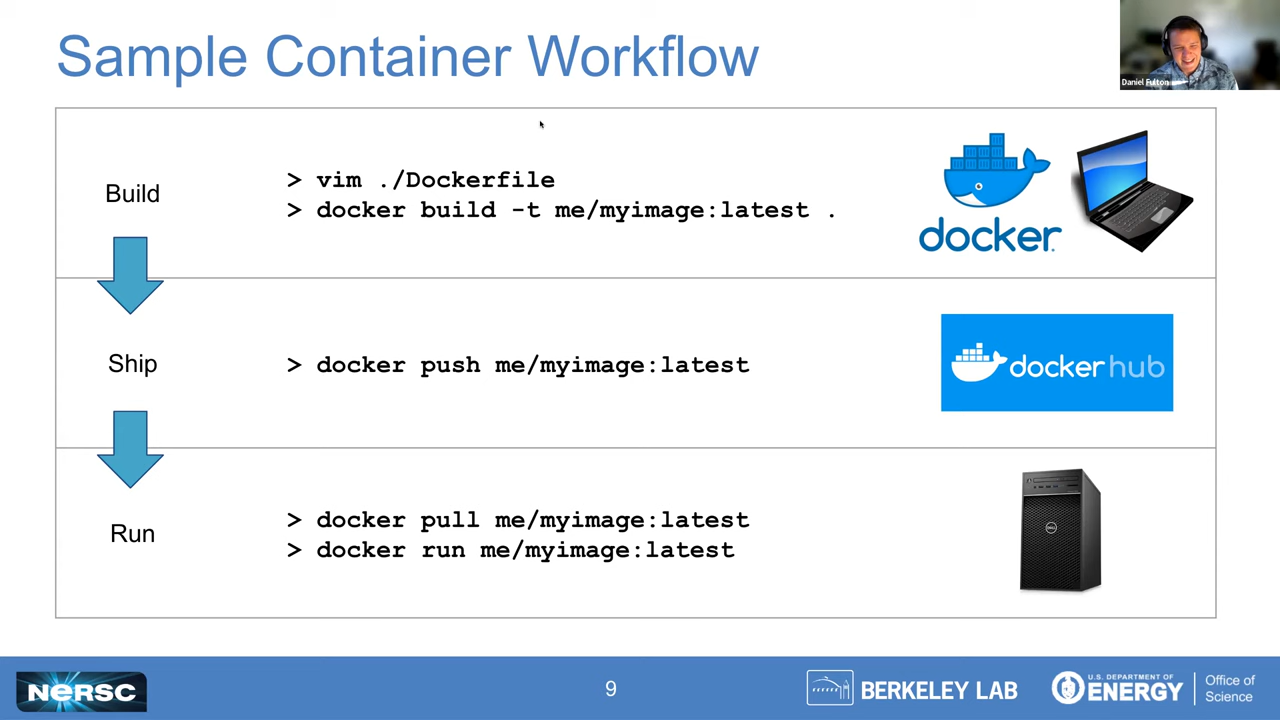 Sample Container Workflow
Daniel Fulton
Build
> vim ./Dockerfile
> docker build -t me/myimage:latest .
docker
Ship
> docker push me/myimage:latest
docker hub
Run
> docker pull me/myimage:latest
> docker run me/myimage:latest
NERSC
9
BERKELEY LAB
U.S. DEPARTMENT OF
ENERGY
Office of
Science